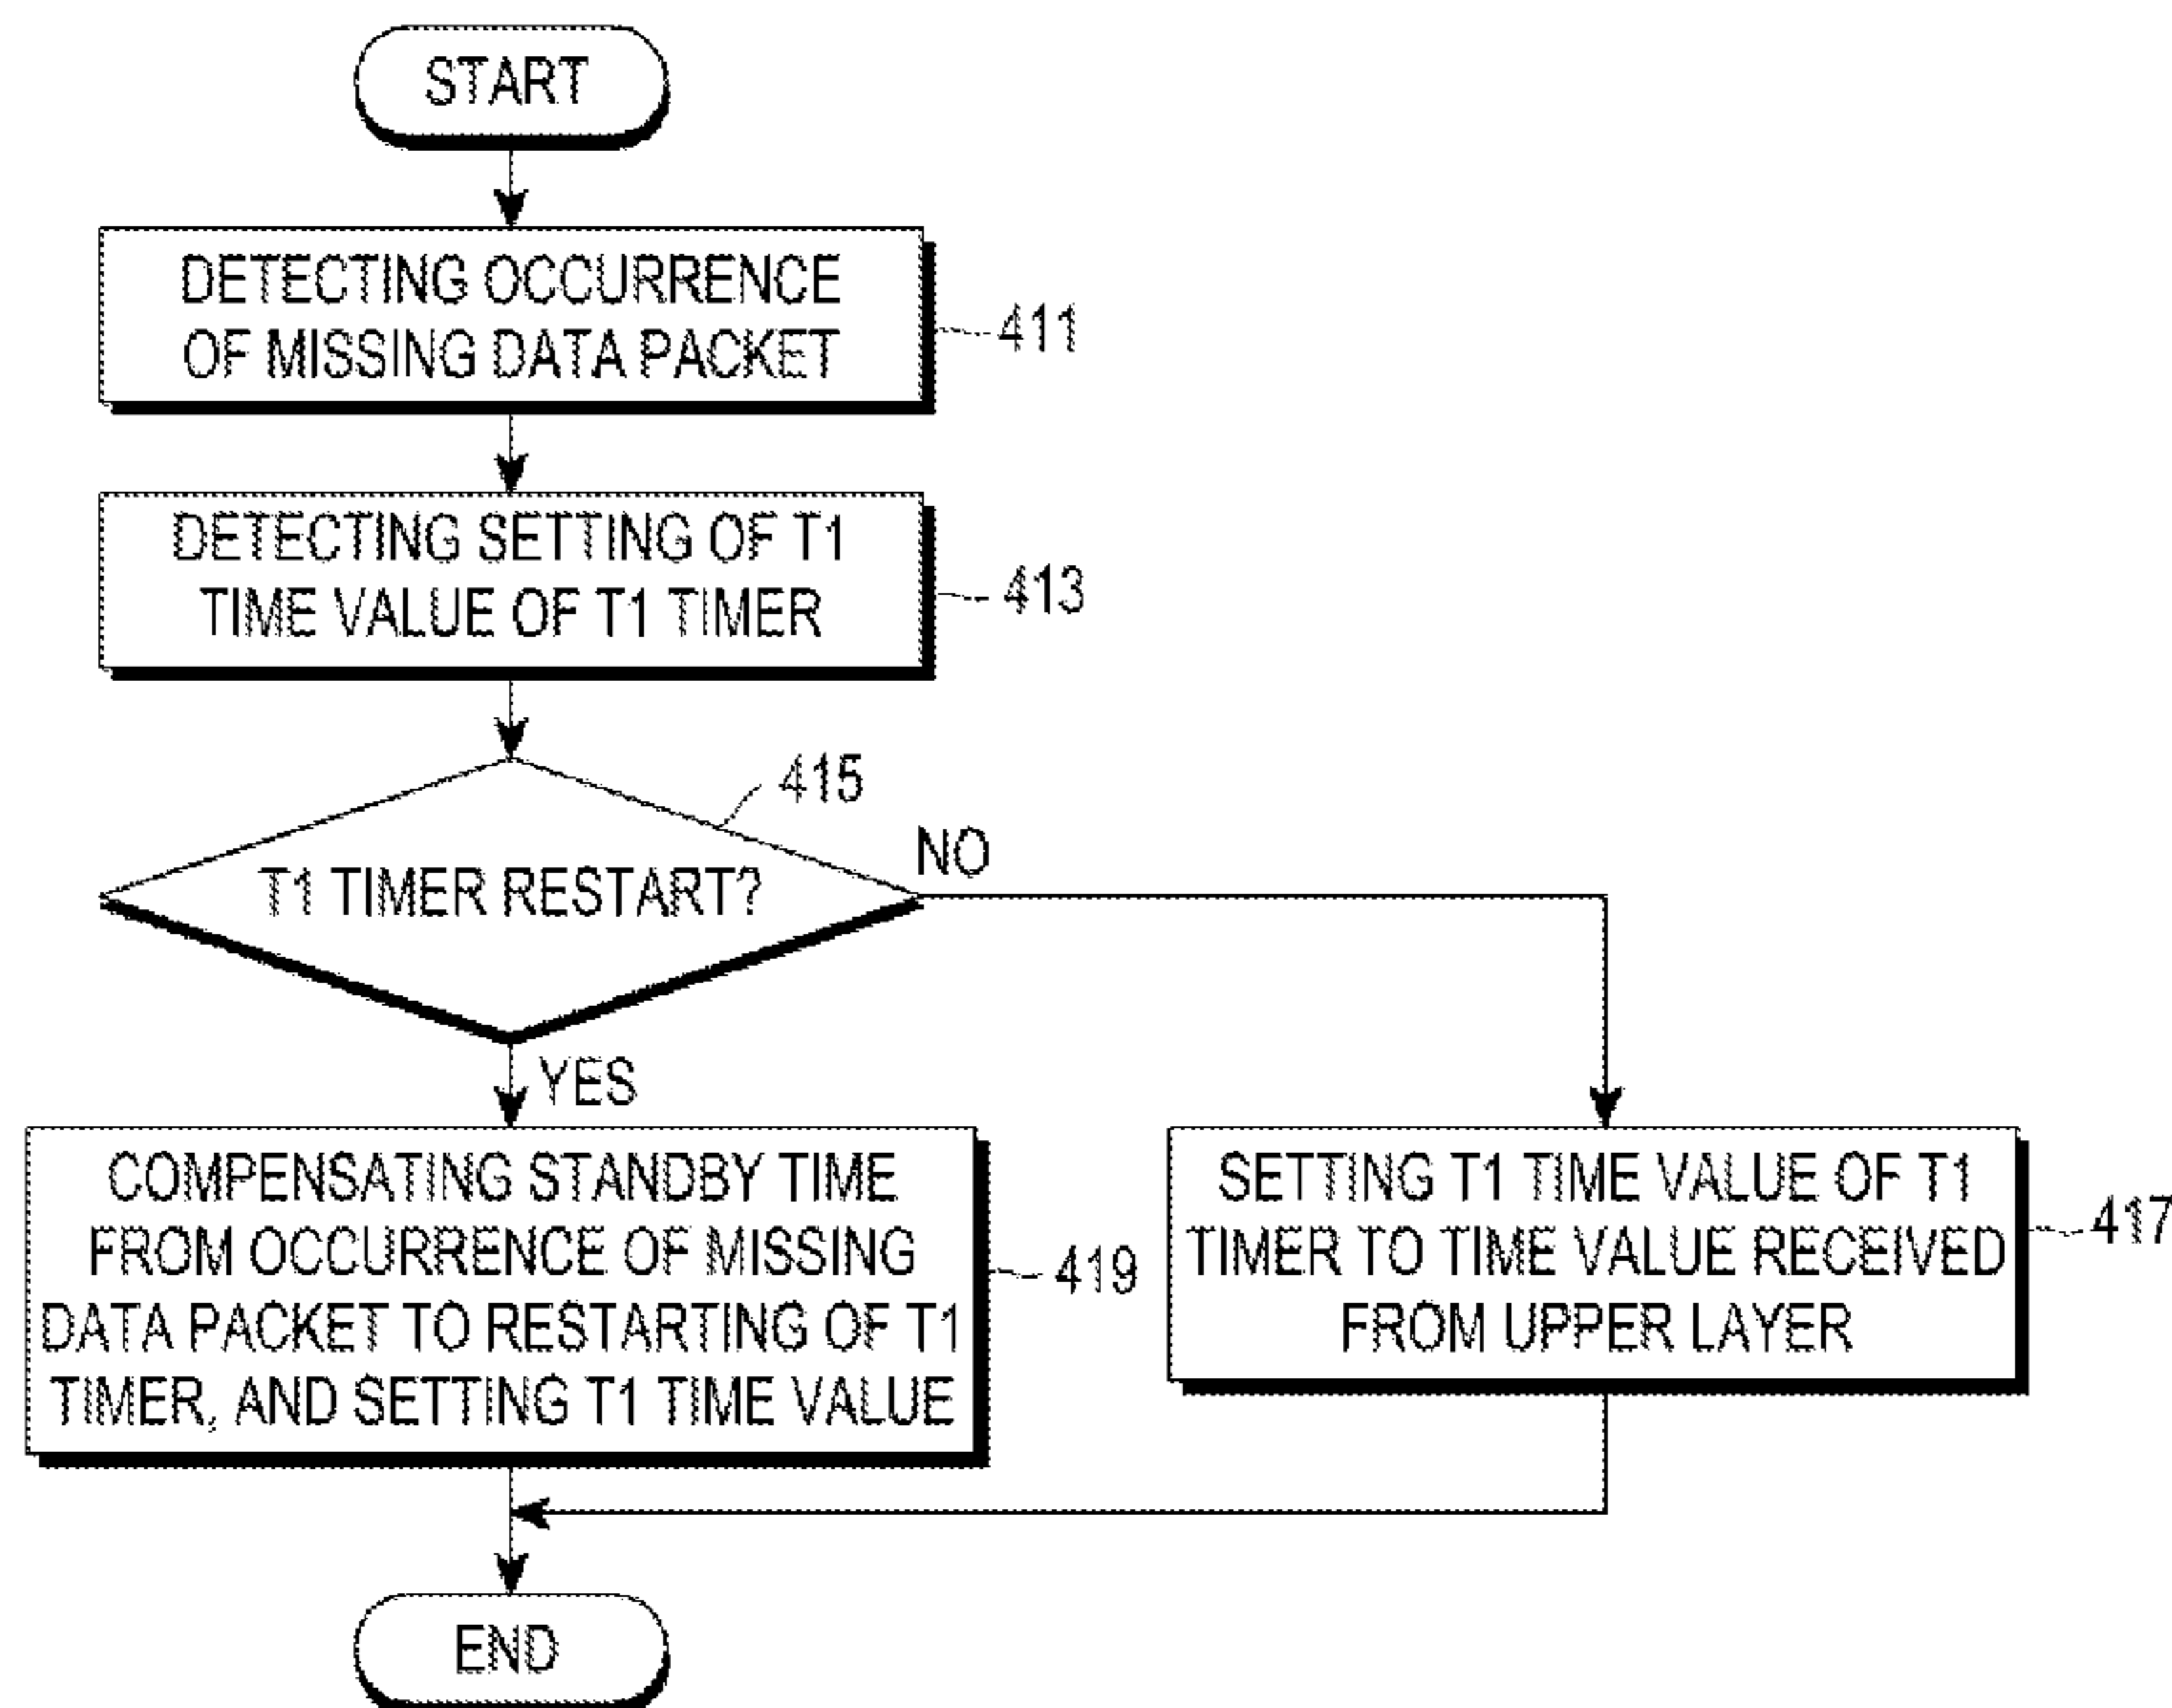 START
DETECTING OCCURRENCE
OF MISSING DATA PACKET
411
DETECTING SETTING OF T1
TIME VALUE OF T1 TIMER
413
415
T1 TIMER RESTART?
NO
YES
COMPENSATING STANDBY TIME
FROM OCCURRENCE OF MISSING
DATA PACKET TO RESTARTING OF T1
TIMER, AND SETTING T1 TIME VALUE
419
SETTING T1 TIME VALUE OF T1
TIMER TO TIME VALUE RECEIVED
FROM UPPER LAYER
417
END